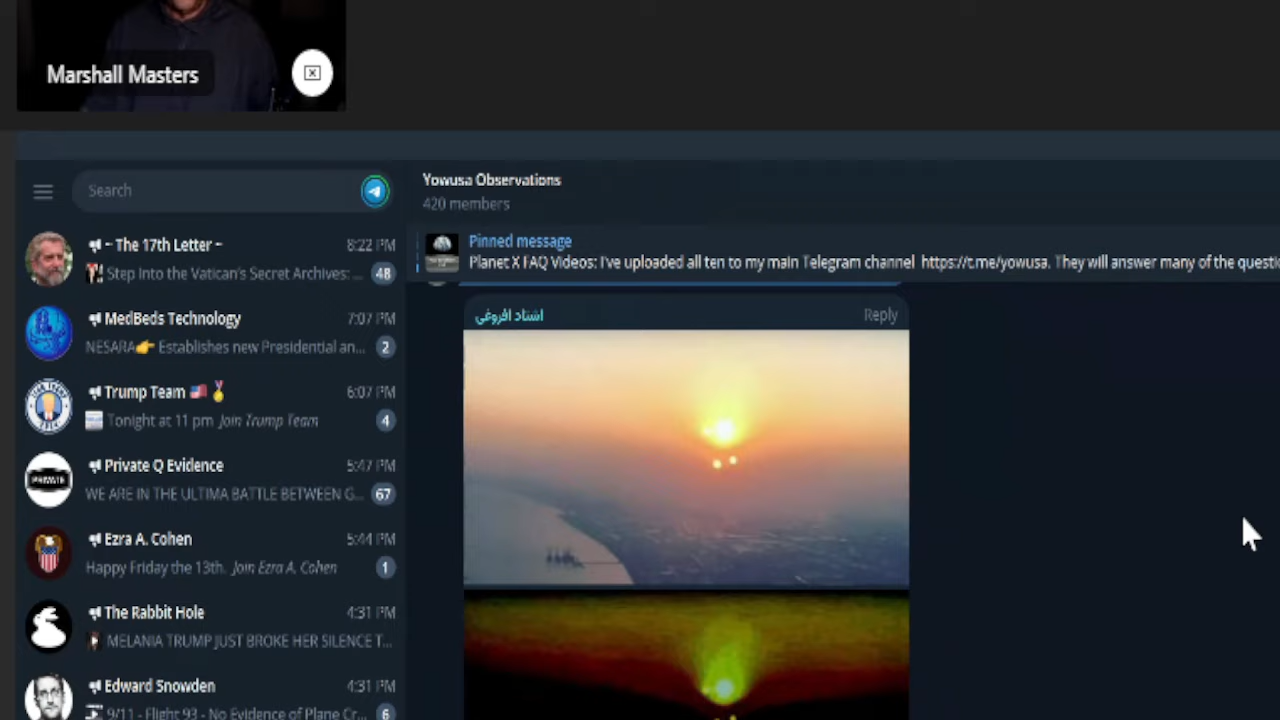 Marshall Masters
Search
~ The 17th Letter ~ 8:22 PM
Step Into the Vatican's Secret Archives: ... 48
MedBeds Technology 7:07 PM
NESARA👉 Establishes new Presidential an... 2
Trump Team 🇺🇸🏅 6:07 PM
Tonight at 11 pm Join Trump Team 4
Private Q Evidence 5:47 PM
PRIVATE
WE ARE IN THE ULTIMA BATTLE BETWEEN G... 67
Ezra A. Cohen 5:44 PM
Happy Friday the 13th. Join Ezra A. Cohen 1
The Rabbit Hole 4:31 PM
MELANIA TRUMP JUST BROKE HER SILENCE T...
Edward Snowden 4:31 PM
9/11 - Flight 93 - No Evidence of Plane Cr... 6
Yowusa Observations
420 members
Pinned message
Planet X FAQ Videos: I've uploaded all ten to my main Telegram channel https://t.me/yowusa. They will answer many of the questi
اشتاد افروغی Reply